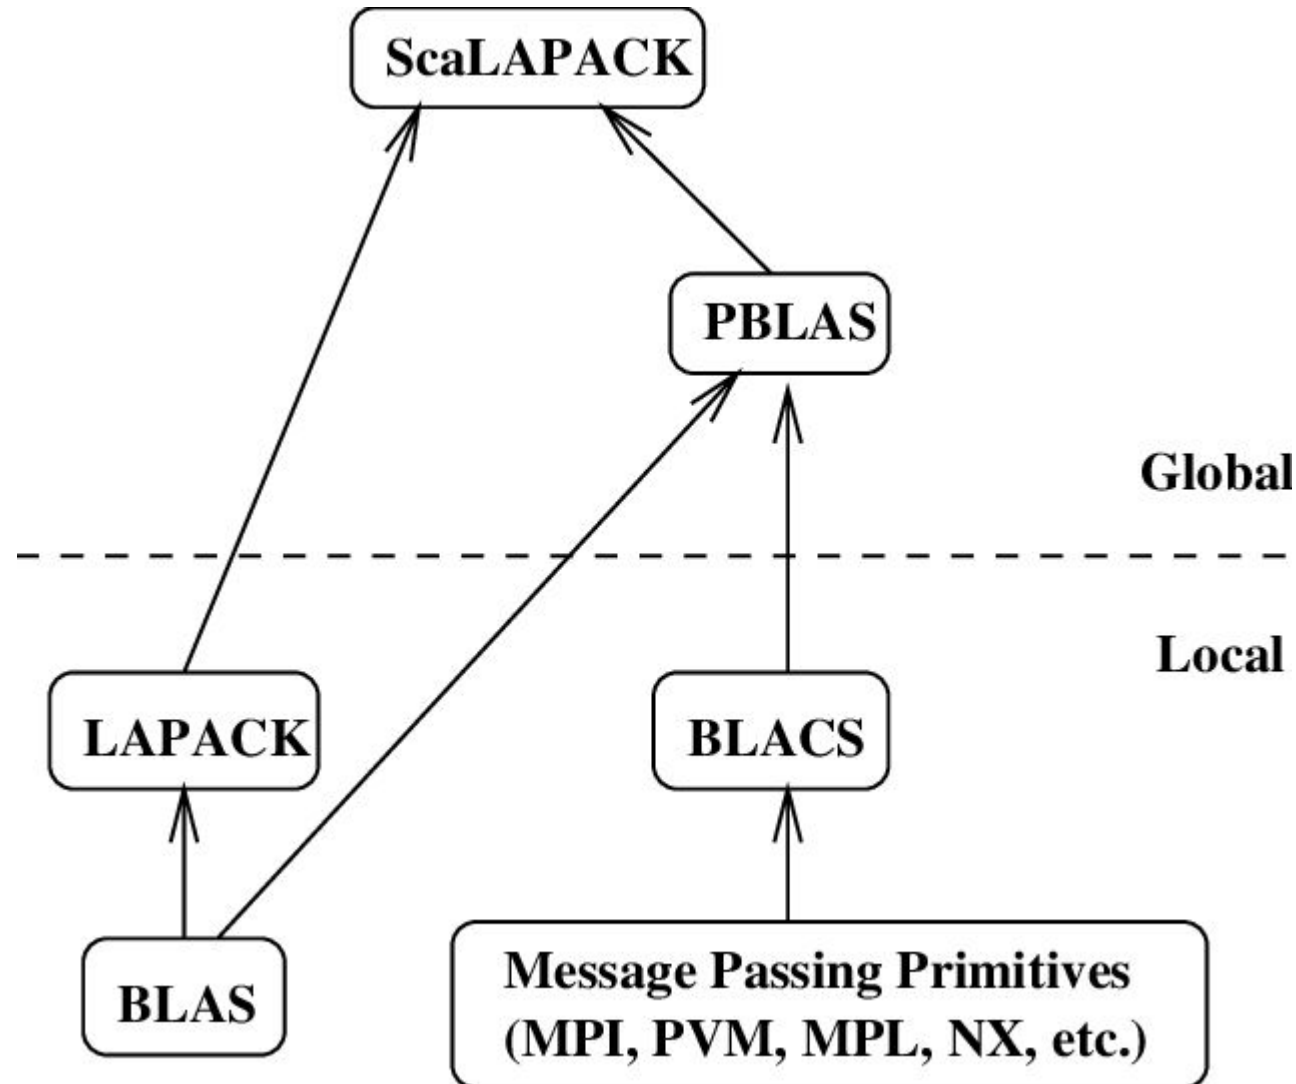 ScaLAPACK
PBLAS
Global
Local
LAPACK
BLACS
BLAS
Message Passing Primitives
(MPI, PVM, MPL, NX, etc.)